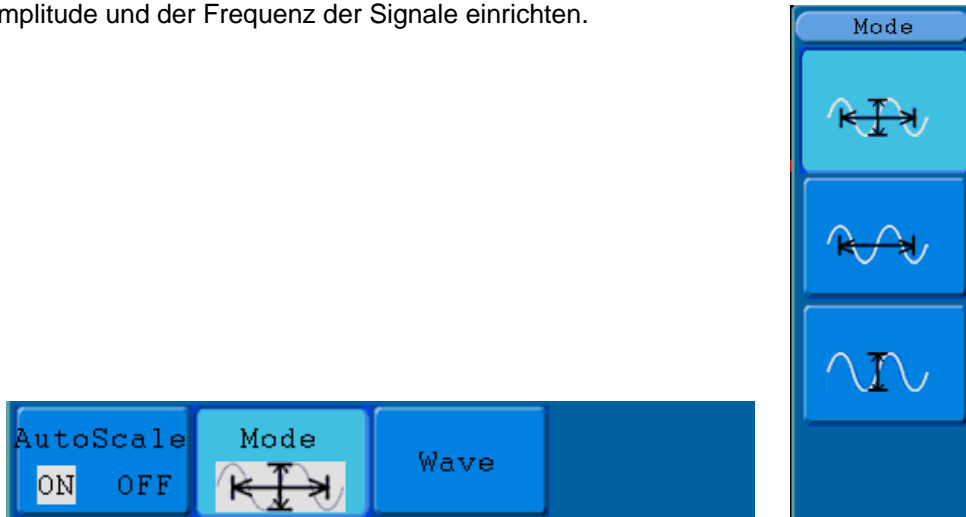 mplitude und der Frequenz der Signale einrichten.
Mode
AutoScale
ON OFF
Mode
Wave